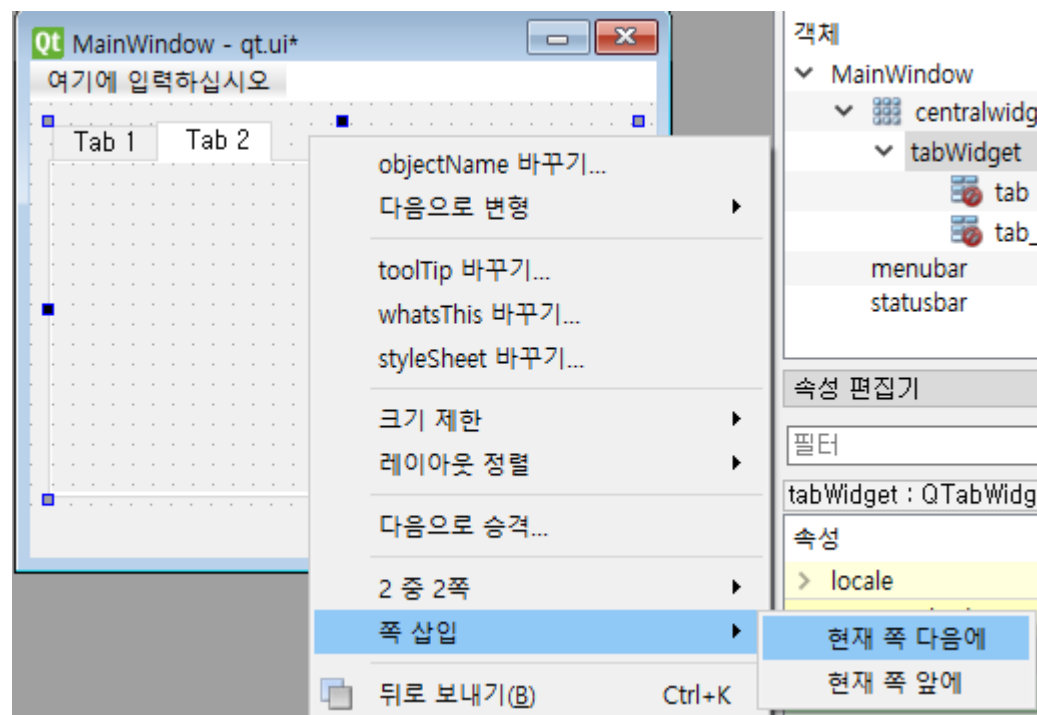 Qt MainWindow - qt.ui*
여기에 입력하십시오
Tab 1 Tab 2
objectName 바꾸기...
다음으로 변형
toolTip 바꾸기...
whatsThis 바꾸기...
styleSheet 바꾸기...
크기 제한
레이아웃 정렬
다음으로 승격...
2 중 2쪽
쪽 삽입
뒤로 보내기(B) Ctrl+K
현재 쪽 다음에
현재 쪽 앞에
객체
MainWindow
centralwidg
tabWidget
tab
tab_
menubar
statusbar
속성 편집기
필터
tabWidget : QTabWidg
속성
locale